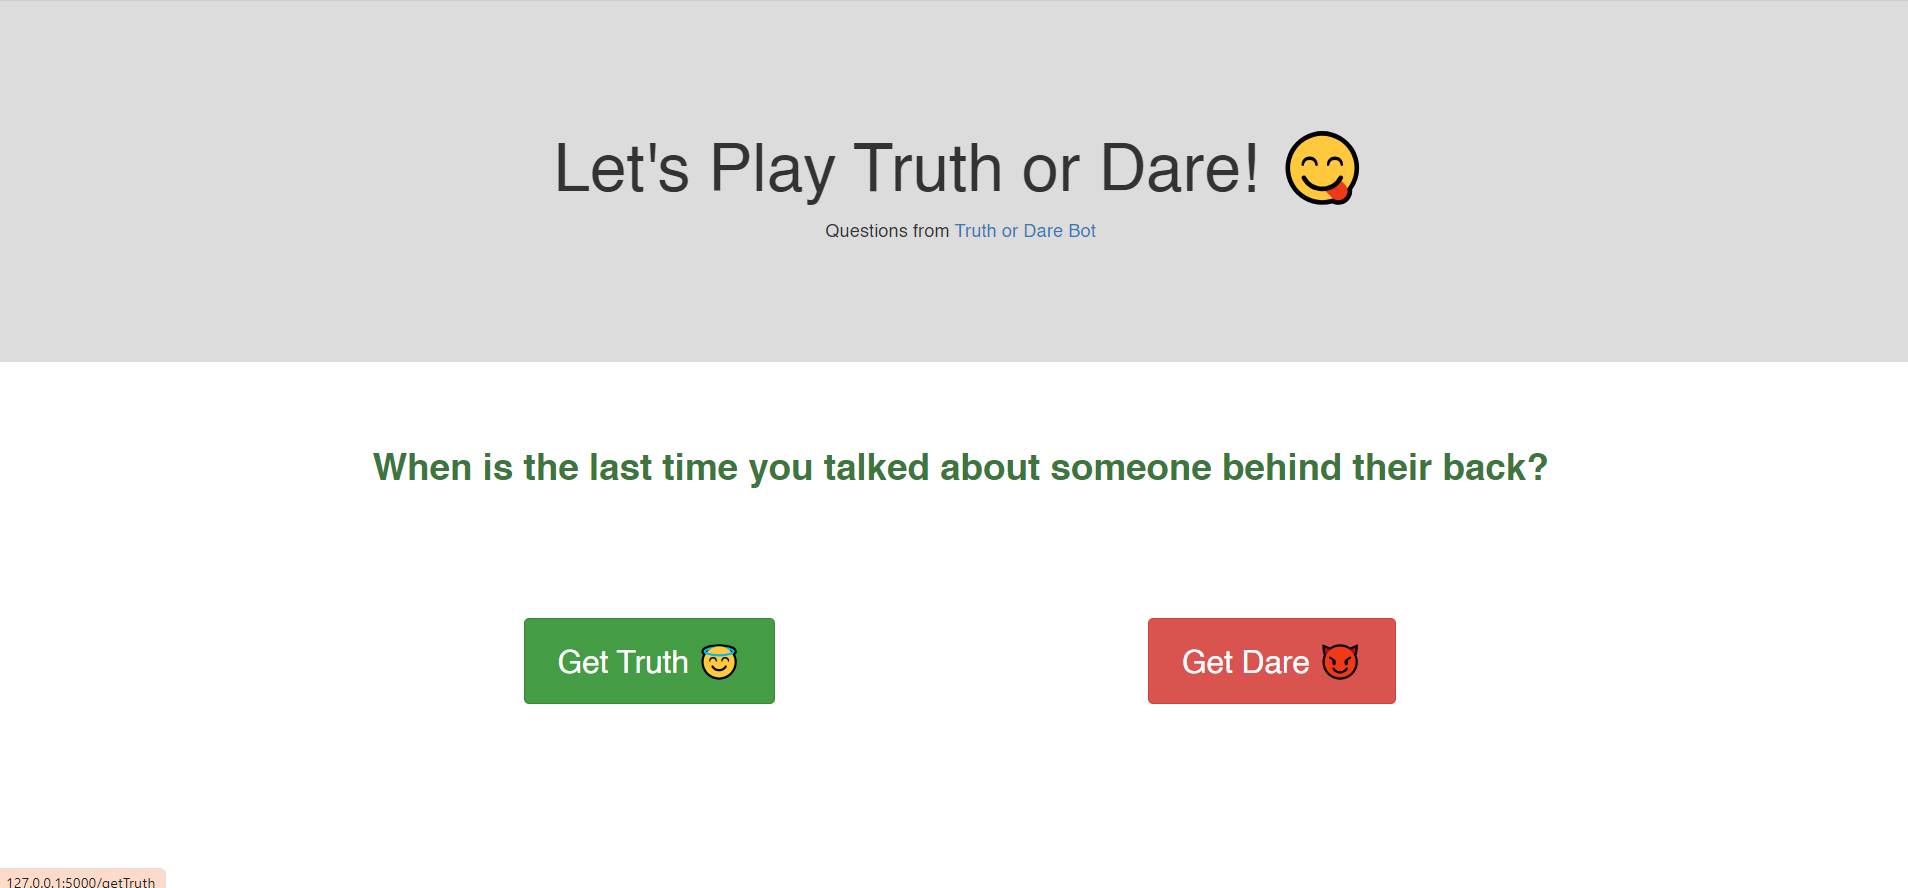 Let's Play Truth or Dare! 😋
Questions from Truth or Dare Bot
When is the last time you talked about someone behind their back?
Get Truth 😇
Get Dare 😈
127.0.0.1:5000/getTruth